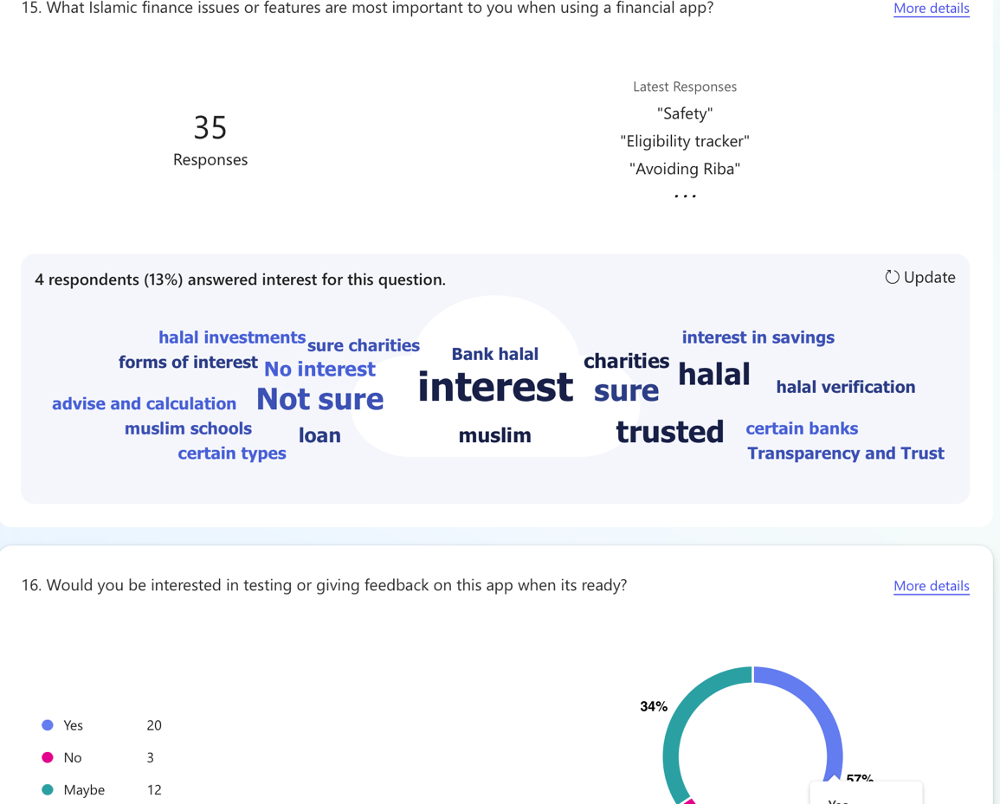 15. What Islamic finance issues or features are most important to you when using a financial app?
More details
35
Responses
Latest Responses
"Safety"
"Eligibility tracker"
"Avoiding Riba"
...
4 respondents (13%) answered interest for this question.
Update
halal investments
sure charities
Bank halal
interest in savings
forms of interest
No interest
charities
halal
interest
sure
halal verification
advise and calculation
Not sure
muslim schools
loan
muslim
trusted
certain banks
certain types
Transparency and Trust
16. Would you be interested in testing or giving feedback on this app when its ready?
More details
34%
Yes 20
No 3
Maybe 12
57%